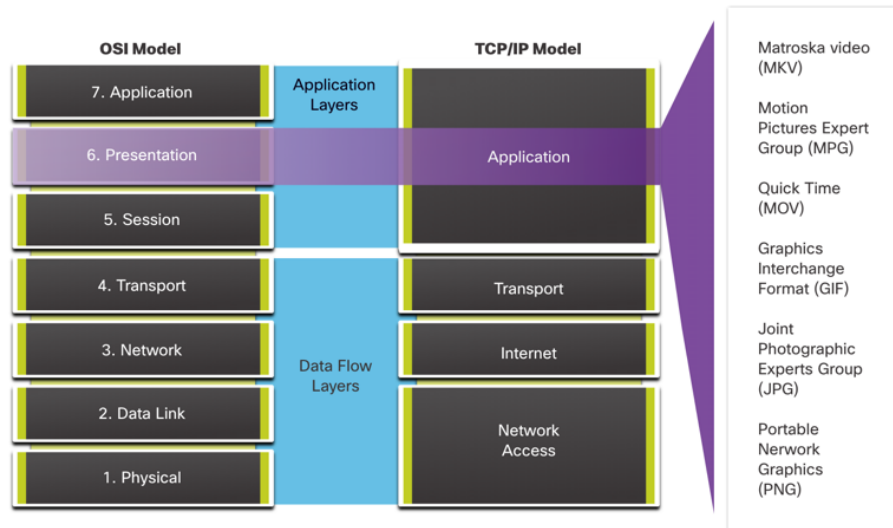 OSI Model
TCP/IP Model
7. Application
6. Presentation
5. Session
4. Transport
3. Network
2. Data Link
1. Physical
Application
Layers
Data Flow
Layers
Application
Transport
Internet
Network
Access
Matroska video
(MKV)
Motion
Pictures Expert
Group (MPG)
Quick Time
(MOV)
Graphics
Interchange
Format (GIF)
Joint
Photographic
Experts Group
(JPG)
Portable
Nerwork
Graphics
(PNG)